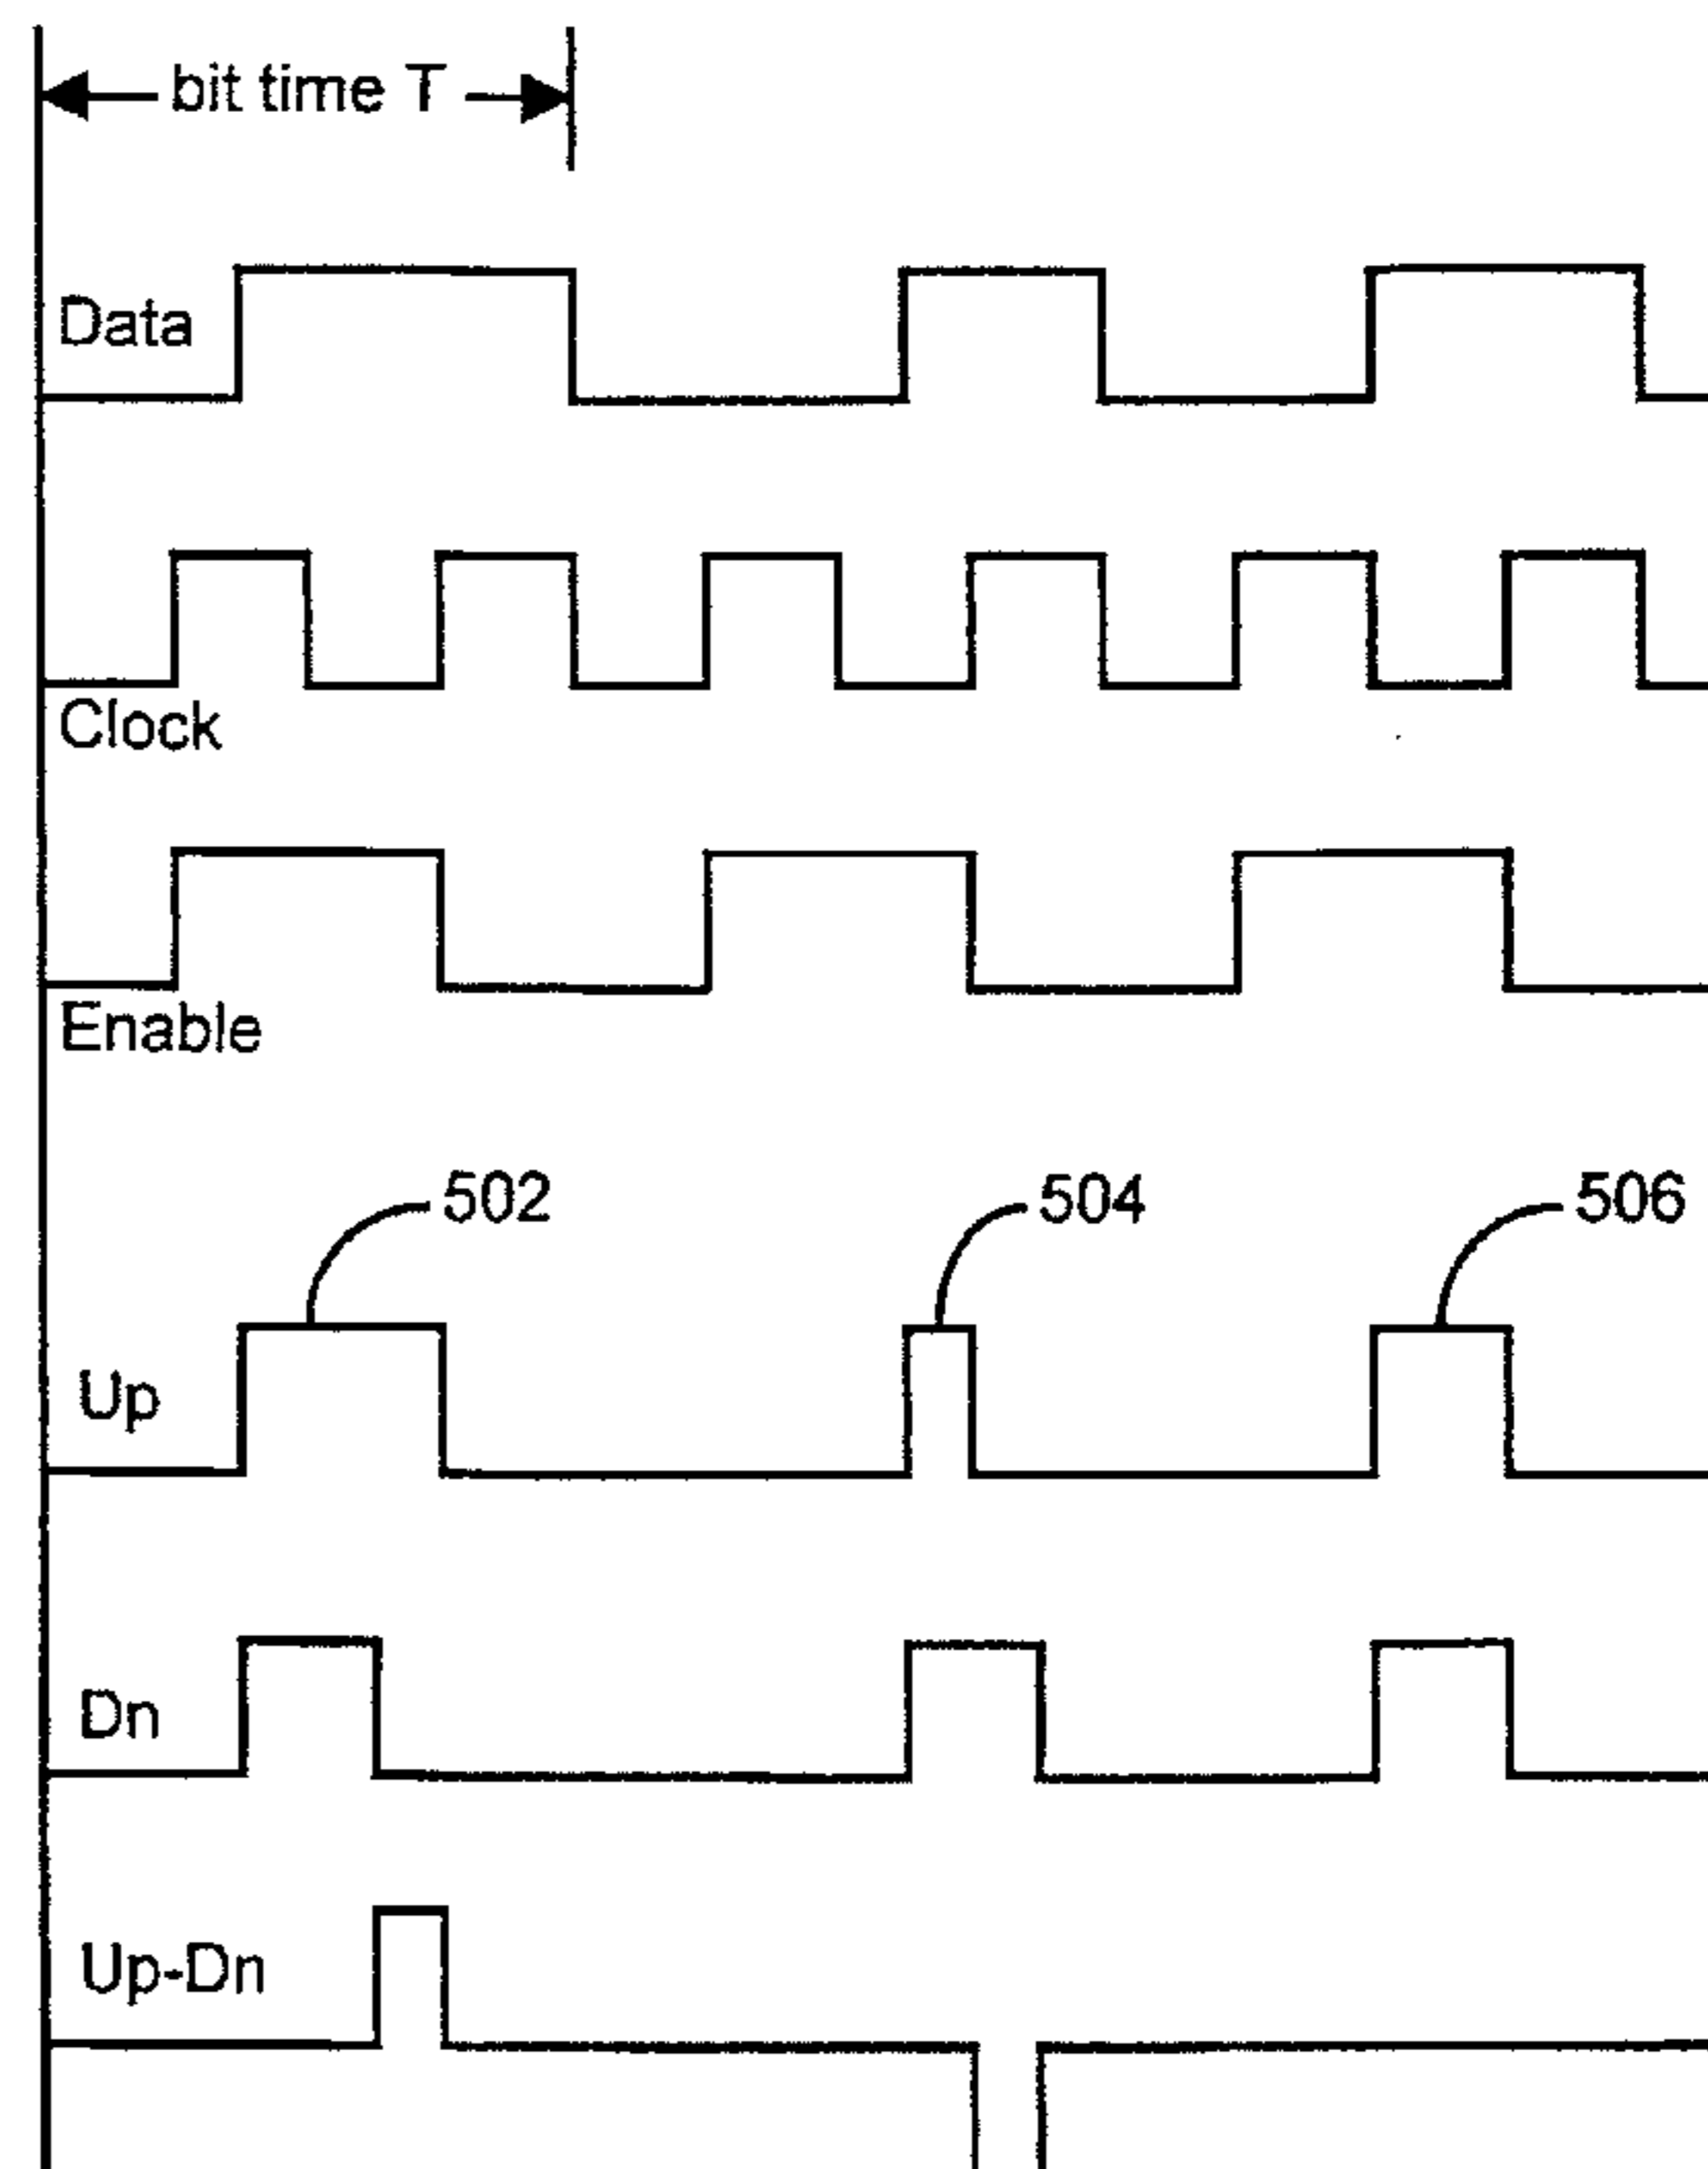 bit time T
Data
Clock
Enable
502
504
506
Up
Dn
Up-Dn